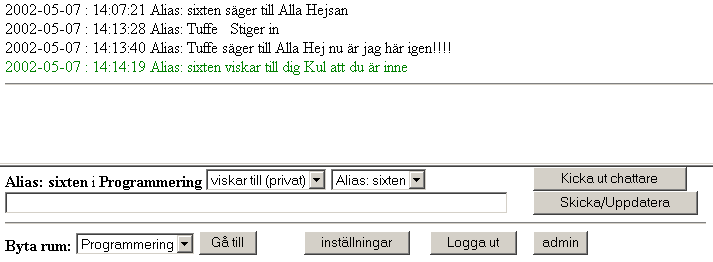 2002-05-07 : 14:07:21 Alias: sixten säger till Alla Hejsan
2002-05-07 : 14:13:28 Alias: Tuffe Stiger in
2002-05-07 : 14:13:40 Alias: Tuffe säger till Alla Hej nu är jag här igen!!!!
2002-05-07 : 14:14:19 Alias: sixten viskar till dig Kul att du är inne
Alias: sixten i Programmering viskar till (privat) Alias: sixten Kicka ut chattare
Skicka/Uppdatera
Byta rum: Programmering Gå till inställningar Logga ut admin